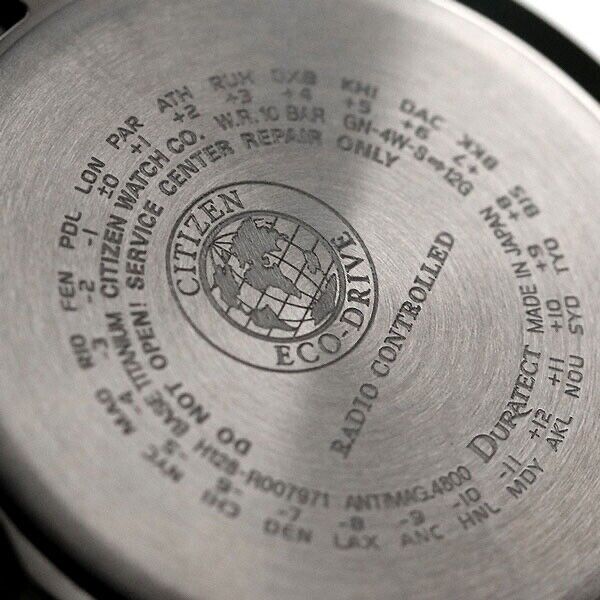 LON PAR ATH RUH DXB KHI DAC BKK BJS TYO SYD NOU AKL MDY HNL ANC LAX DEN CHI NYC MAO RIO FEN PDL
±0 +1 +2 +3 +4 +5 +6 +7 +8 +9 +10 +11 +12 -11 -10 -9 -8 -7 -6 -5 -4 -3 -2 -1
BASE TITANIUM CITIZEN WATCH CO. W.R.10 BAR GN-4W-S⇨12G MADE IN JAPAN
DURATECT
ANTIMAG.4800
-R007971
DO NOT OPEN! SERVICE CENTER REPAIR ONLY
CITIZEN
ECO-DRIVE
RADIO CONTROLLED